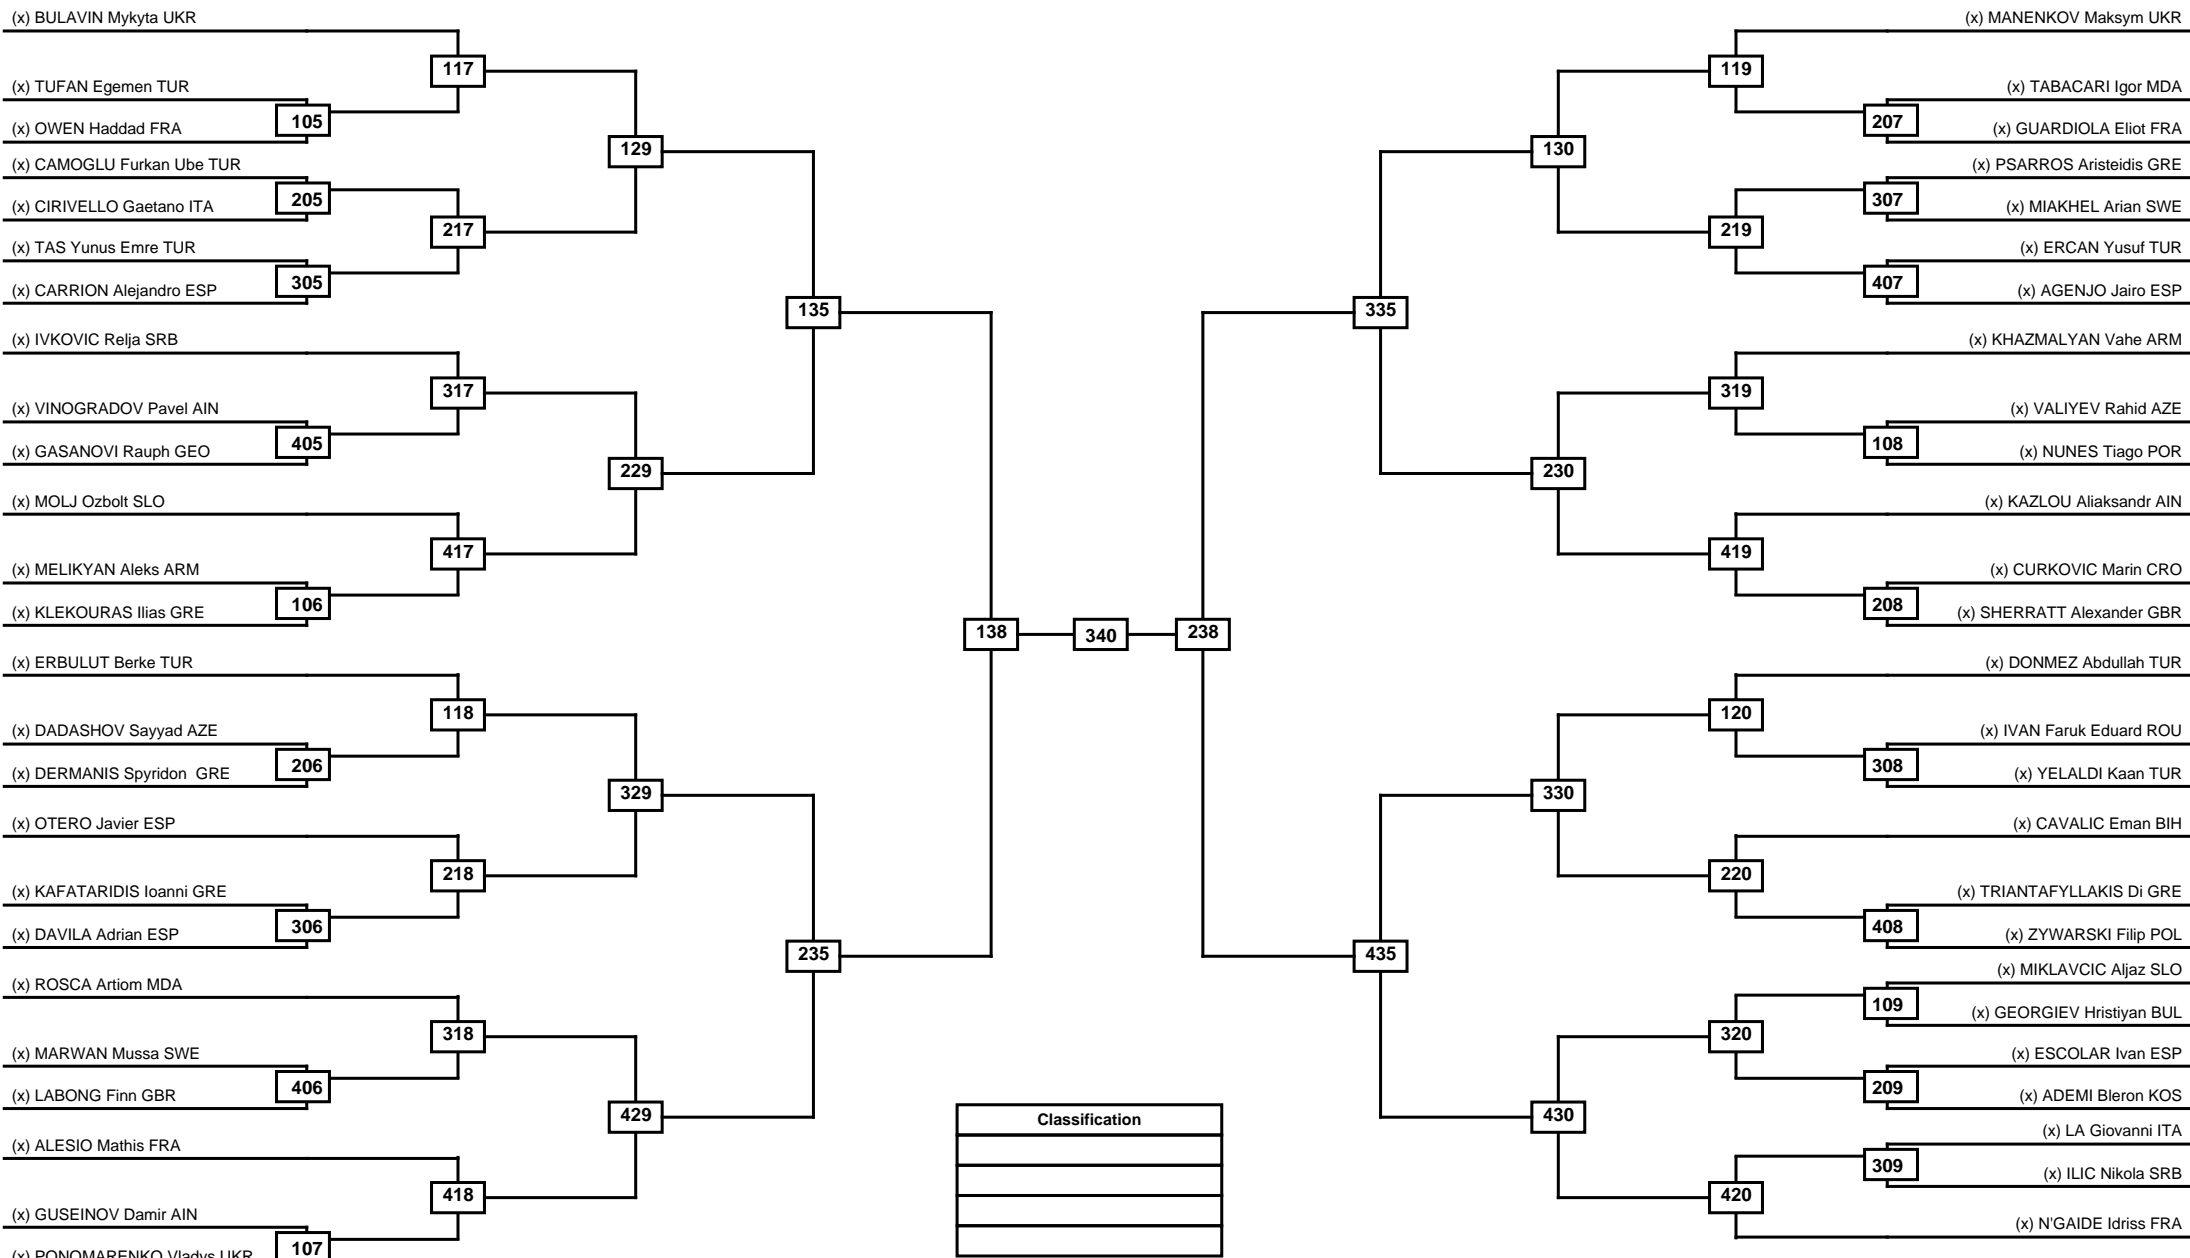 (x) BULAVIN Mykyta UKR
(x) TUFAN Egemen TUR
(x) OWEN Haddad FRA
(x) CAMOGLU Furkan Ube TUR
(x) CIRIVELLO Gaetano ITA
(x) TAS Yunus Emre TUR
(x) CARRION Alejandro ESP
(x) IVKOVIC Relja SRB
(x) VINOGRADOV Pavel AIN
(x) GASANOVI Rauph GEO
(x) MOLJ Ozbolt SLO
(x) MELIKYAN Aleks ARM
(x) KLEKOURAS Ilias GRE
(x) ERBULUT Berke TUR
(x) DADASHOV Sayyad AZE
(x) DERMANIS Spyridon  GRE
(x) OTERO Javier ESP
(x) KAFATARIDIS Ioanni GRE
(x) DAVILA Adrian ESP
(x) ROSCA Artiom MDA
(x) MARWAN Mussa SWE
(x) LABONG Finn GBR
(x) ALESIO Mathis FRA
(x) GUSEINOV Damir AIN
(x) PONOMARENKO Vladys UKR
105
205
305
405
106
206
306
406
107
117
217
317
417
118
218
318
418
129
229
329
429
135
235
138
340
238
335
435
130
230
330
430
119
219
319
419
120
220
320
420
207
307
407
108
208
308
408
109
209
309
(x) MANENKOV Maksym UKR
(x) TABACARI Igor MDA
(x) GUARDIOLA Eliot FRA
(x) PSARROS Aristeidis GRE
(x) MIAKHEL Arian SWE
(x) ERCAN Yusuf TUR
(x) AGENJO Jairo ESP
(x) KHAZMALYAN Vahe ARM
(x) VALIYEV Rahid AZE
(x) NUNES Tiago POR
(x) KAZLOU Aliaksandr AIN
(x) CURKOVIC Marin CRO
(x) SHERRATT Alexander GBR
(x) DONMEZ Abdullah TUR
(x) IVAN Faruk Eduard ROU
(x) YELALDI Kaan TUR
(x) CAVALIC Eman BIH
(x) TRIANTAFYLLAKIS Di GRE
(x) ZYWARSKI Filip POL
(x) MIKLAVCIC Aljaz SLO
(x) GEORGIEV Hristiyan BUL
(x) ESCOLAR Ivan ESP
(x) ADEMI Bleron KOS
(x) LA Giovanni ITA
(x) ILIC Nikola SRB
(x) N'GAIDE Idriss FRA
Classification